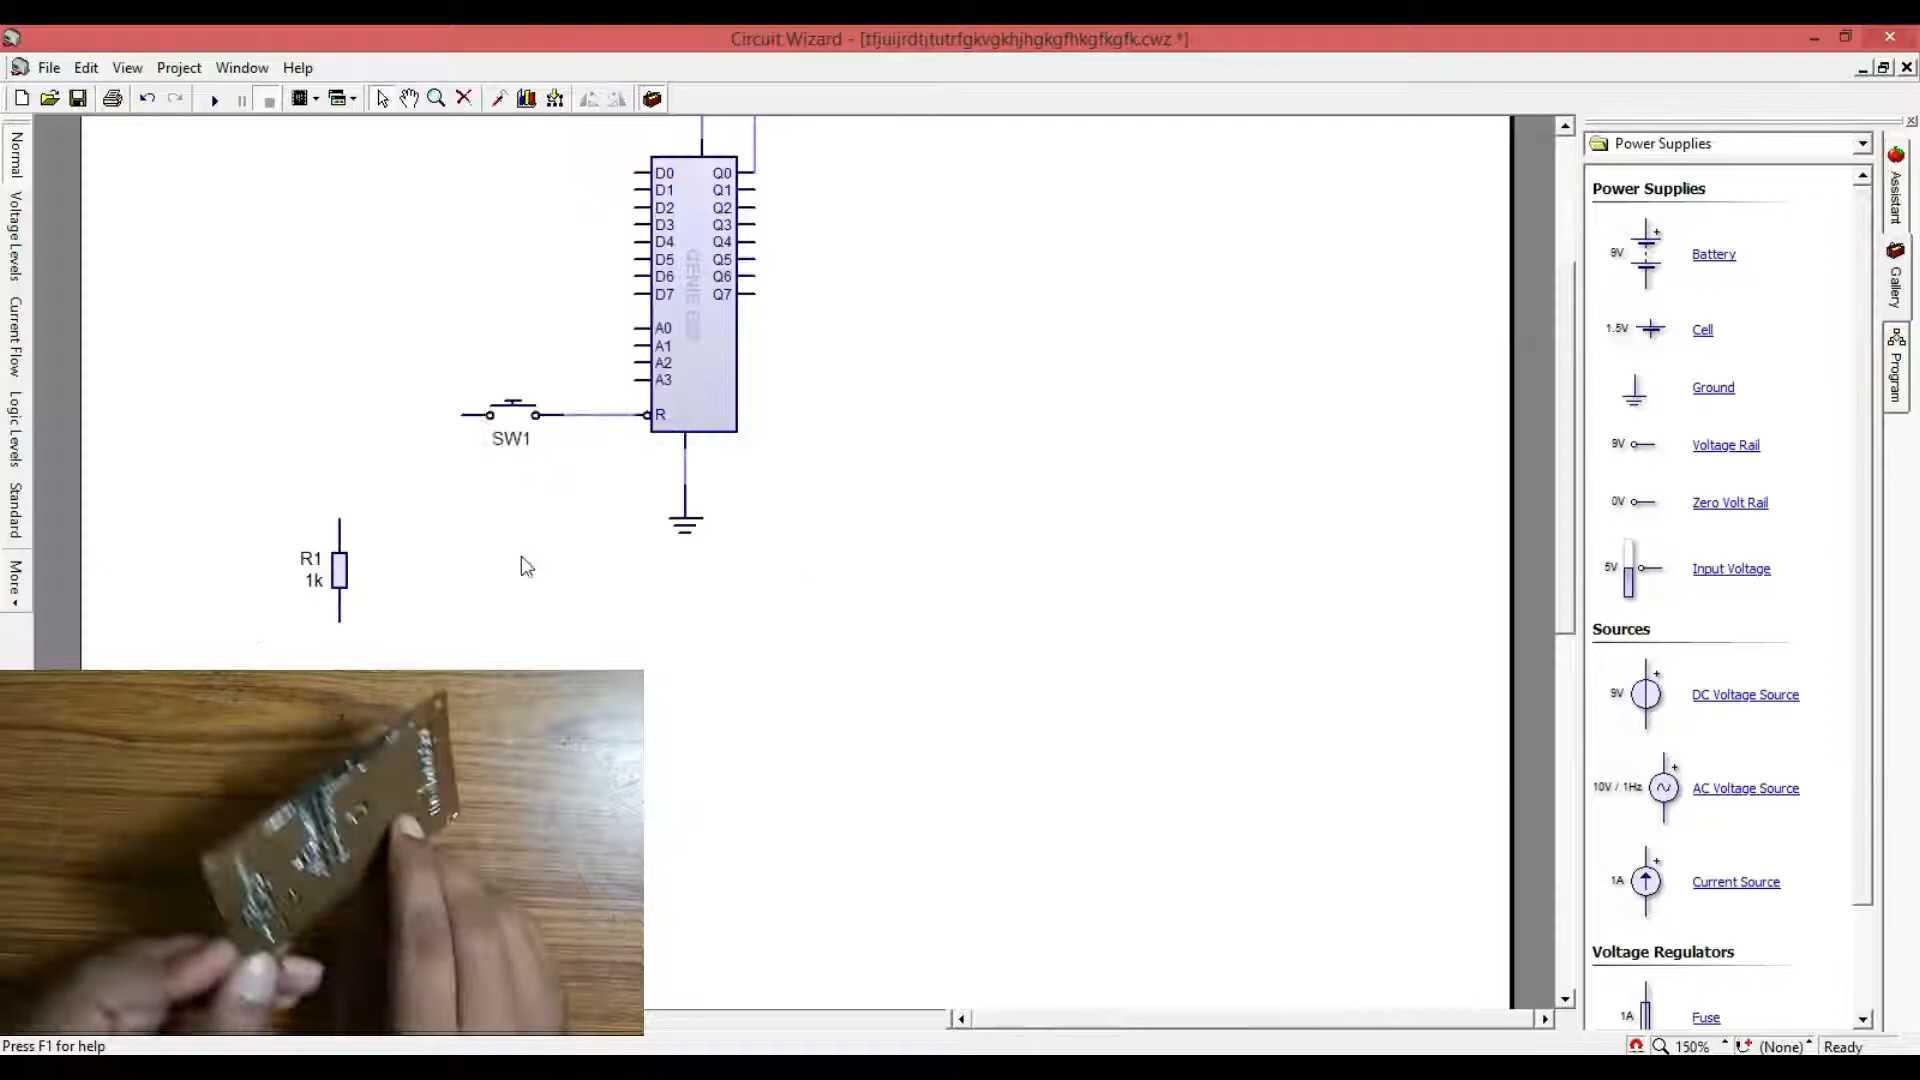 Circuit Wizard - [tfjuijrdtjtutrfgkvgkhjhgkgfhkgfkgfk.cwz *]
File Edit View Project Window Help
Normal
Voltage Levels
Current Flow
Logic Levels
Standard
More
D0 Q0
D1 Q1
D2 Q2
D3 Q3
D4 Q4
D5 Q5
D6 Q6
D7 Q7
A0
A1
A2
A3
R
SW1
R1
1k
Power Supplies
Power Supplies
9V Battery
1.5V Cell
Ground
9V Voltage Rail
0V Zero Volt Rail
5V Input Voltage
Sources
9V DC Voltage Source
10V / 1Hz AC Voltage Source
1A Current Source
Voltage Regulators
1A Fuse
Assistant
Gallery
Program
Press F1 for help
150% (None) Ready